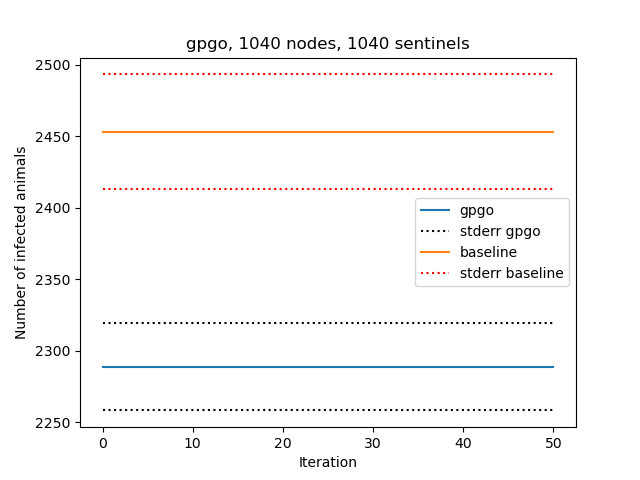 gpgo, 1040 nodes, 1040 sentinels
2500
2450
2400
2350
2300
2250
Number of infected animals
gpgo
stderr gpgo
baseline
stderr baseline
0 10 20 30 40 50
Iteration